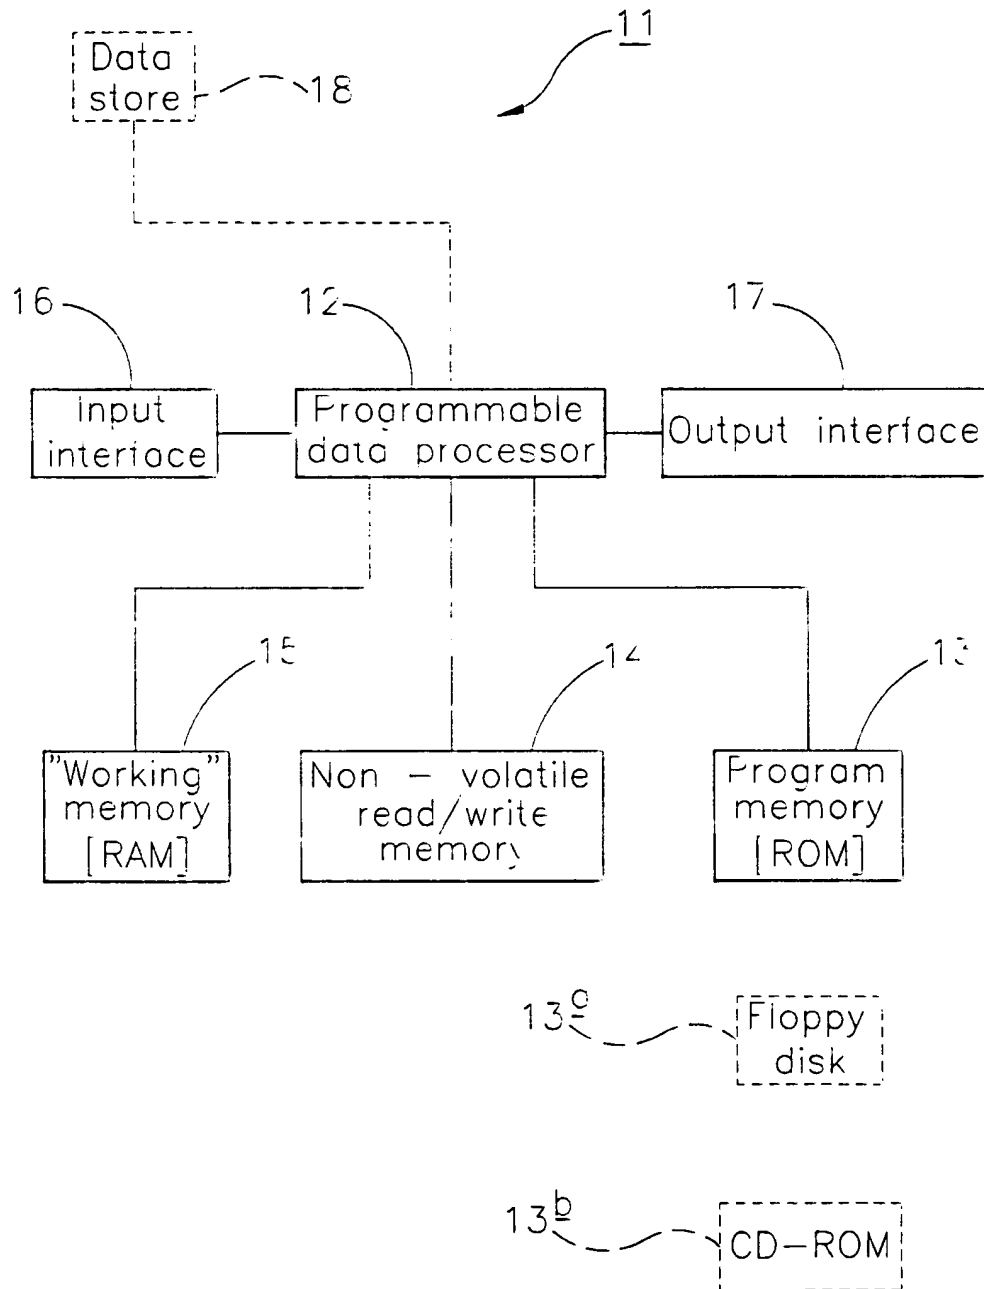 11
Data
store
18
16
12
17
Input
interface
Programmable
data processor
Output interface
15
14
13
"Working"
memory
[RAM]
Non – volatile
read/write
memory
Program
memory
[ROM]
13a
Floppy
disk
13b
CD–ROM